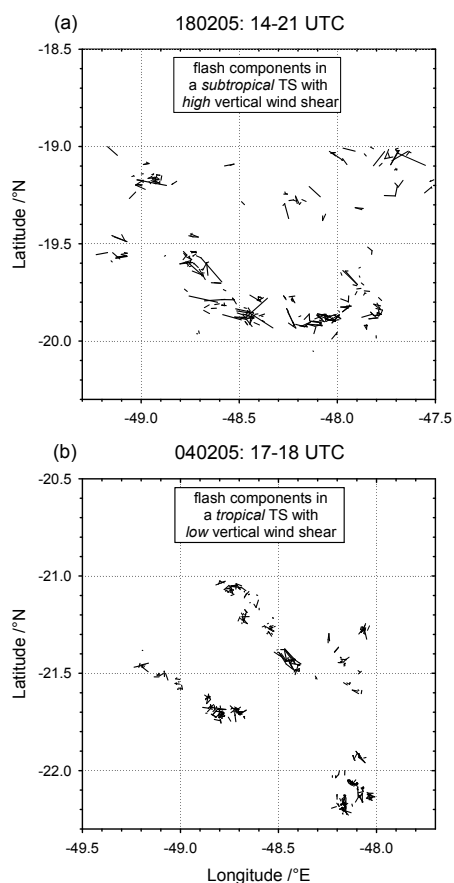 (a)
180205: 14-21 UTC
flash components in
a subtropical TS with
high vertical wind shear
Latitude /°N
-18.5
-19.0
-19.5
-20.0
-49.0
-48.5
-48.0
-47.5
(b)
040205: 17-18 UTC
flash components in
a tropical TS with
low vertical wind shear
Latitude /°N
-20.5
-21.0
-21.5
-22.0
-49.5
-49.0
-48.5
-48.0
Longitude /°E